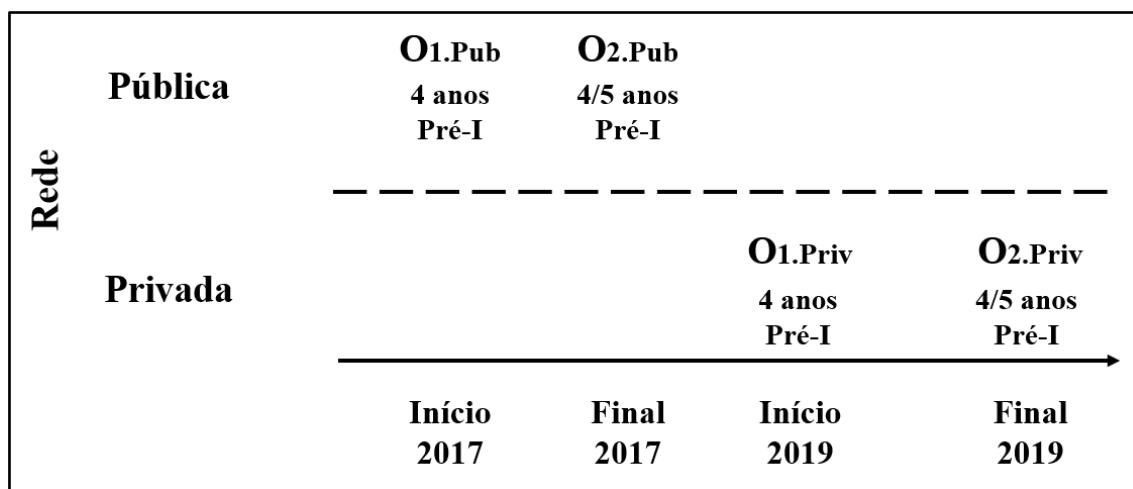 Rede
Pública
O1.Pub O2.Pub
4 anos 4/5 anos
Pré-I Pré-I
Privada
O1.Priv O2.Priv
4 anos 4/5 anos
Pré-I Pré-I
Início Final Início Final
2017 2017 2019 2019